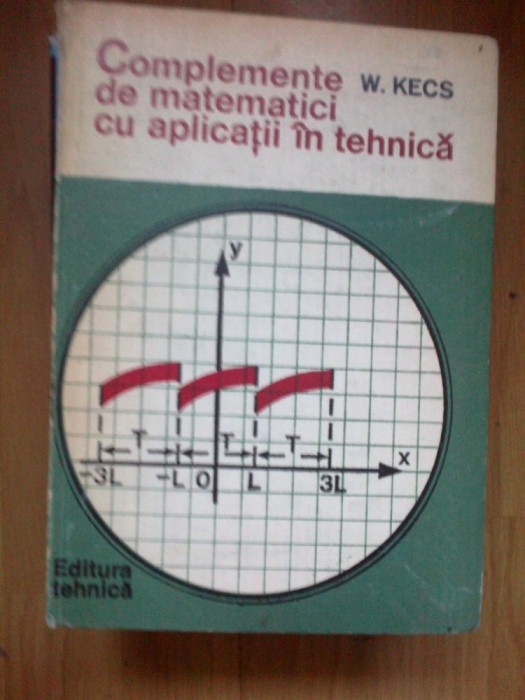 Complemente W. KECS
de matematici
cu aplicații în tehnică
y
T T T
x
-3L -L O L 3L
Editura
tehnică